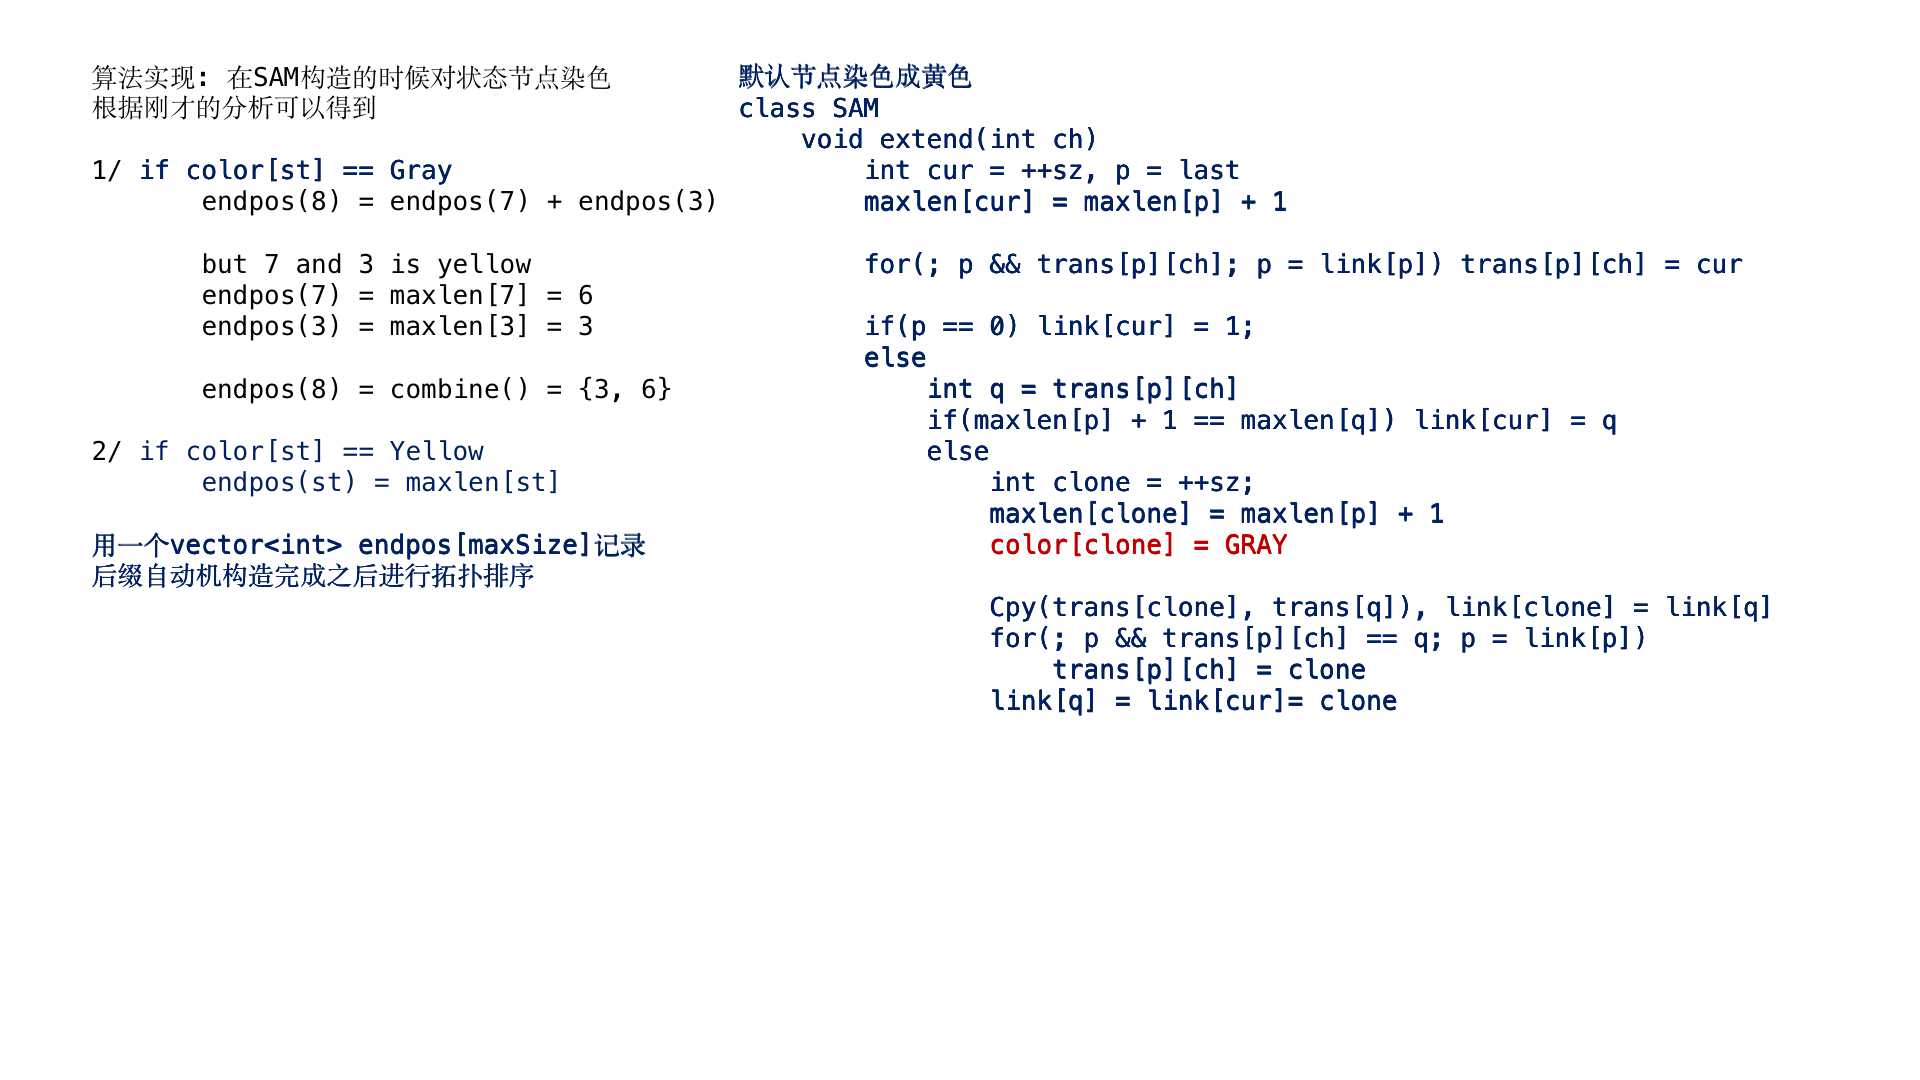 算法实现: 在SAM构造的时候对状态节点染色
根据刚才的分析可以得到
1/ if color[st] == Gray
endpos(8) = endpos(7) + endpos(3)
but 7 and 3 is yellow
endpos(7) = maxlen[7] = 6
endpos(3) = maxlen[3] = 3
endpos(8) = combine() = {3, 6}
2/ if color[st] == Yellow
endpos(st) = maxlen[st]
用一个vector<int> endpos[maxSize]记录
后缀自动机构造完成之后进行拓扑排序
默认节点染色成黄色
class SAM
void extend(int ch)
int cur = ++sz, p = last
maxlen[cur] = maxlen[p] + 1
for(; p && trans[p][ch]; p = link[p]) trans[p][ch] = cur
if(p == 0) link[cur] = 1;
else
int q = trans[p][ch]
if(maxlen[p] + 1 == maxlen[q]) link[cur] = q
else
int clone = ++sz;
maxlen[clone] = maxlen[p] + 1
color[clone] = GRAY
Cpy(trans[clone], trans[q]), link[clone] = link[q]
for(; p && trans[p][ch] == q; p = link[p])
trans[p][ch] = clone
link[q] = link[cur]= clone